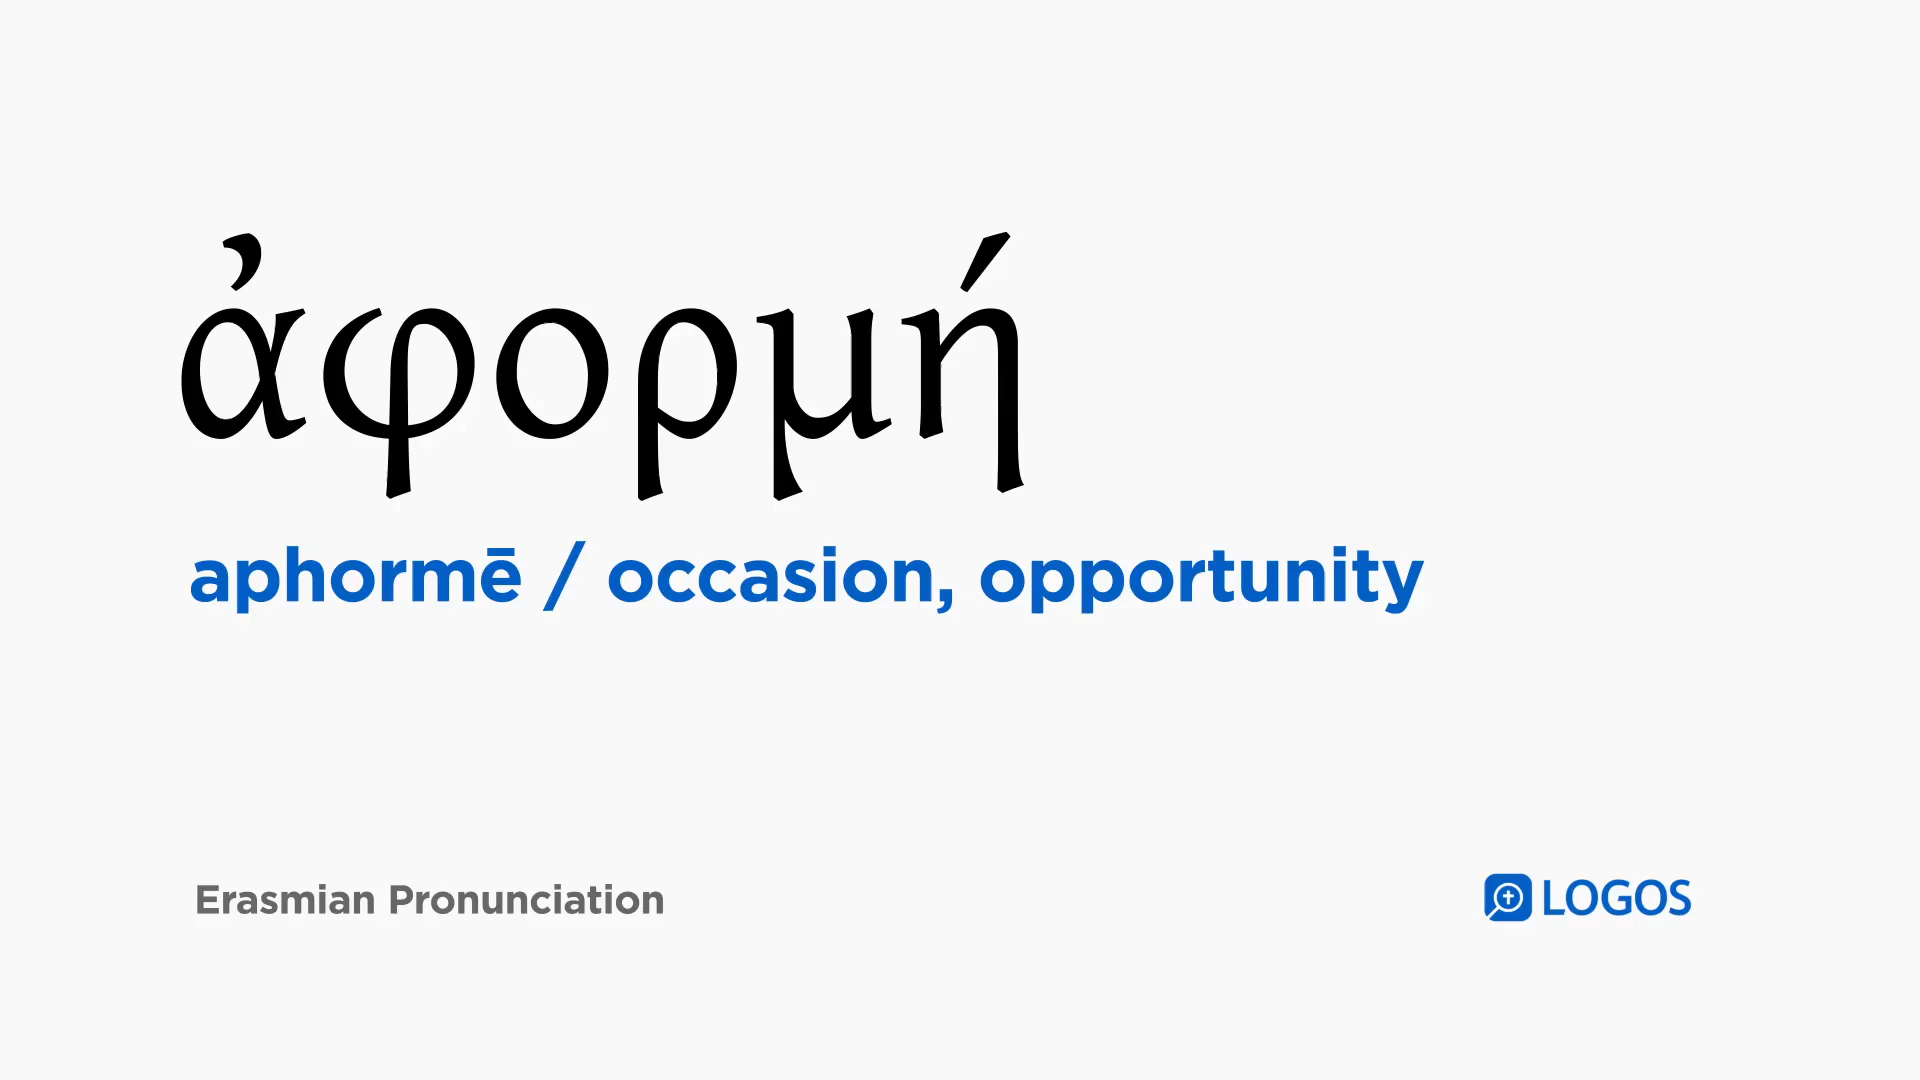 ἀφορμή
aphormē / occasion, opportunity
Erasmian Pronunciation
LOGOS